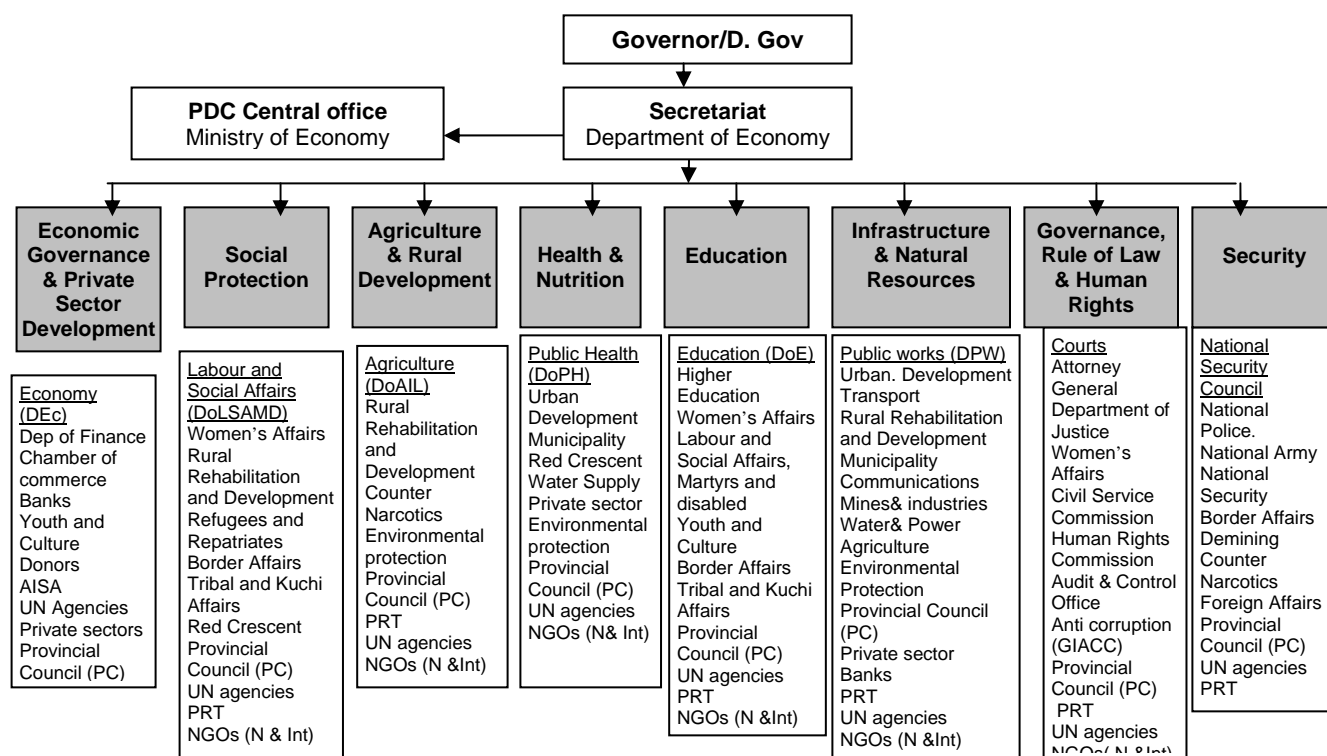 Governor/D. Gov
PDC Central office
Ministry of Economy
Secretariat
Department of Economy
Economic
Governance
& Private
Sector
Development
Social
Protection
Agriculture
& Rural
Development
Health &
Nutrition
Education
Infrastructure
& Natural
Resources
Governance,
Rule of Law
& Human
Rights
Security
Economy
(DEc)
Dep of Finance
Chamber of
commerce
Banks
Youth and
Culture
Donors
AISA
UN Agencies
Private sectors
Provincial
Council (PC)
Labour and
Social Affairs
(DoLSAMD)
Women's Affairs
Rural
Rehabilitation
and Development
Refugees and
Repatriates
Border Affairs
Tribal and Kuchi
Affairs
Red Crescent
Provincial
Council (PC)
UN agencies
PRT
NGOs (N & Int)
Agriculture
(DoAIL)
Rural
Rehabilitation
and
Development
Counter
Narcotics
Environmental
protection
Provincial
Council (PC)
PRT
UN agencies
NGOs (N &Int)
Public Health
(DoPH)
Urban
Development
Municipality
Red Crescent
Water Supply
Private sector
Environmental
protection
Provincial
Council (PC)
UN agencies
NGOs (N& Int)
Education (DoE)
Higher
Education
Women's Affairs
Labour and
Social Affairs,
Martyrs and
disabled
Youth and
Culture
Border Affairs
Tribal and Kuchi
Affairs
Provincial
Council (PC)
UN agencies
PRT
NGOs (N &Int)
Public works (DPW)
Urban. Development
Transport
Rural Rehabilitation
and Development
Municipality
Communications
Mines& industries
Water& Power
Agriculture
Environmental
Protection
Provincial Council
(PC)
Private sector
Banks
PRT
UN agencies
NGOs (N &Int)
Courts
Attorney
General
Department of
Justice
Women's
Affairs
Civil Service
Commission
Human Rights
Commission
Audit & Control
Office
Anti corruption
(GIACC)
Provincial
Council (PC)
PRT
UN agencies
NGOs( N &Int)
National
Security
Council
National
Police.
National Army
National
Security
Border Affairs
Demining
Counter
Narcotics
Foreign Affairs
Provincial
Council (PC)
UN agencies
PRT